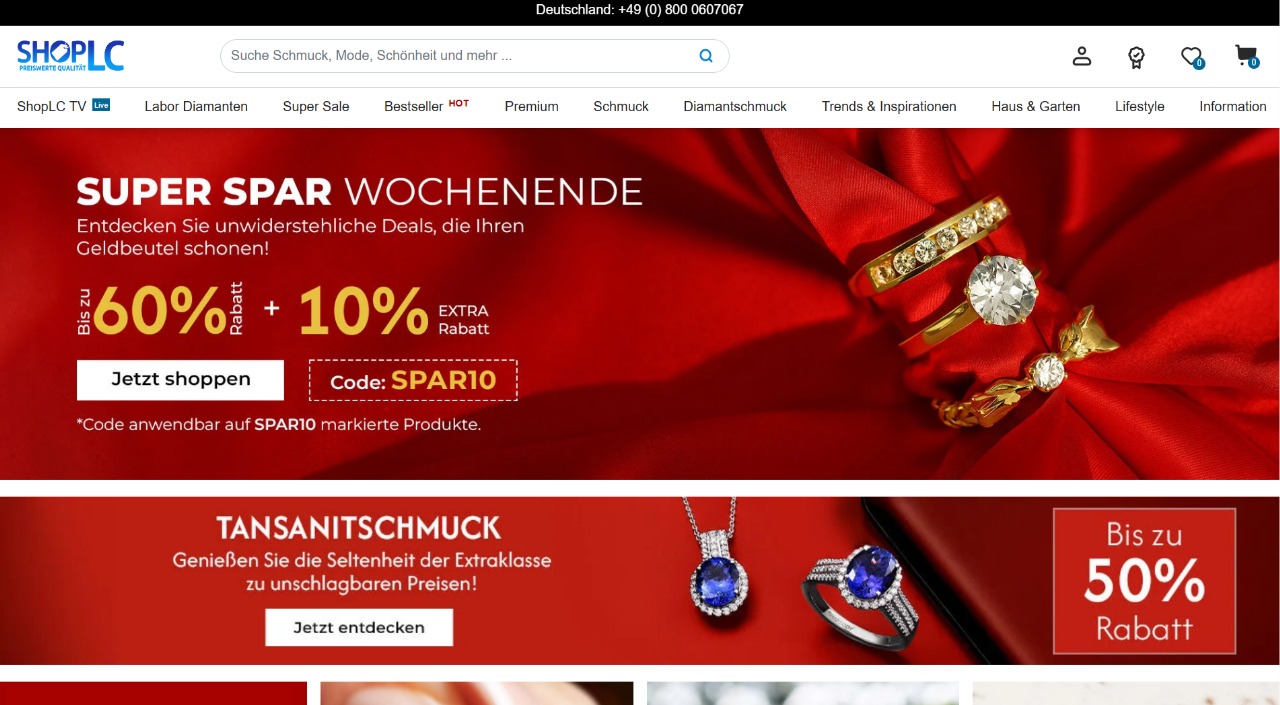 Deutschland: +49 (0) 800 0607067
SHOPLC
PREISWERTE QUALITÄT
Suche Schmuck, Mode, Schönheit und mehr ...
0
0
ShopLC TV Live
Labor Diamanten
Super Sale
Bestseller HOT
Premium
Schmuck
Diamantschmuck
Trends & Inspirationen
Haus & Garten
Lifestyle
Information
SUPER SPAR WOCHENENDE
Entdecken Sie unwiderstehliche Deals, die Ihren
Geldbeutel schonen!
Bis zu 60% Rabatt + 10% EXTRA Rabatt
Jetzt shoppen
Code: SPAR10
*Code anwendbar auf SPAR10 markierte Produkte.
TANSANITSCHMUCK
Genießen Sie die Seltenheit der Extraklasse
zu unschlagbaren Preisen!
Jetzt entdecken
Bis zu
50%
Rabatt